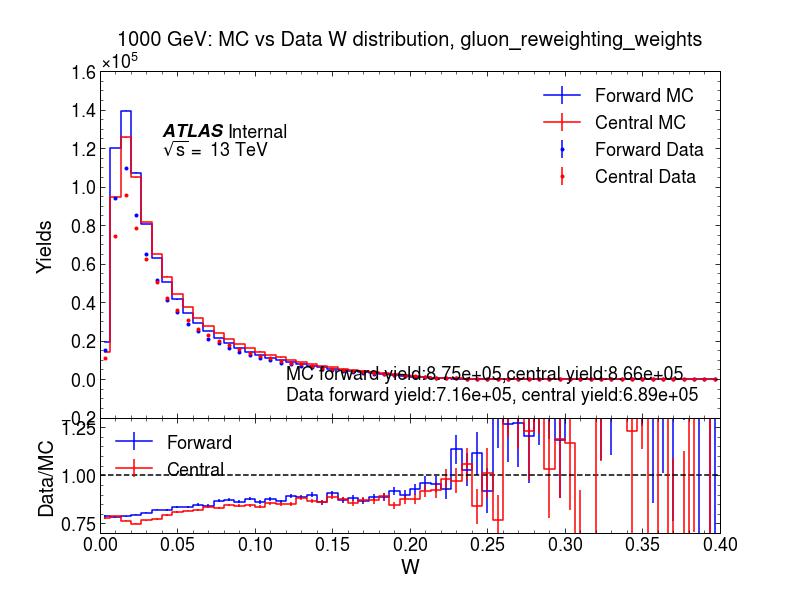 1000 GeV: MC vs Data W distribution, gluon_reweighting_weights
×10⁵
1.6
1.4
1.2
1.0
0.8
0.6
0.4
0.2
0.0
0.2
Yields
ATLAS Internal
√s = 13 TeV
Forward MC
Central MC
Forward Data
Central Data
MC forward yield:8.75e+05 central yield:8.66e+05
Data forward yield:7.16e+05, central yield:6.89e+05
1.25
1.00
0.75
Data/MC
Forward
Central
0.00 0.05 0.10 0.15 0.20 0.25 0.30 0.35 0.40
W